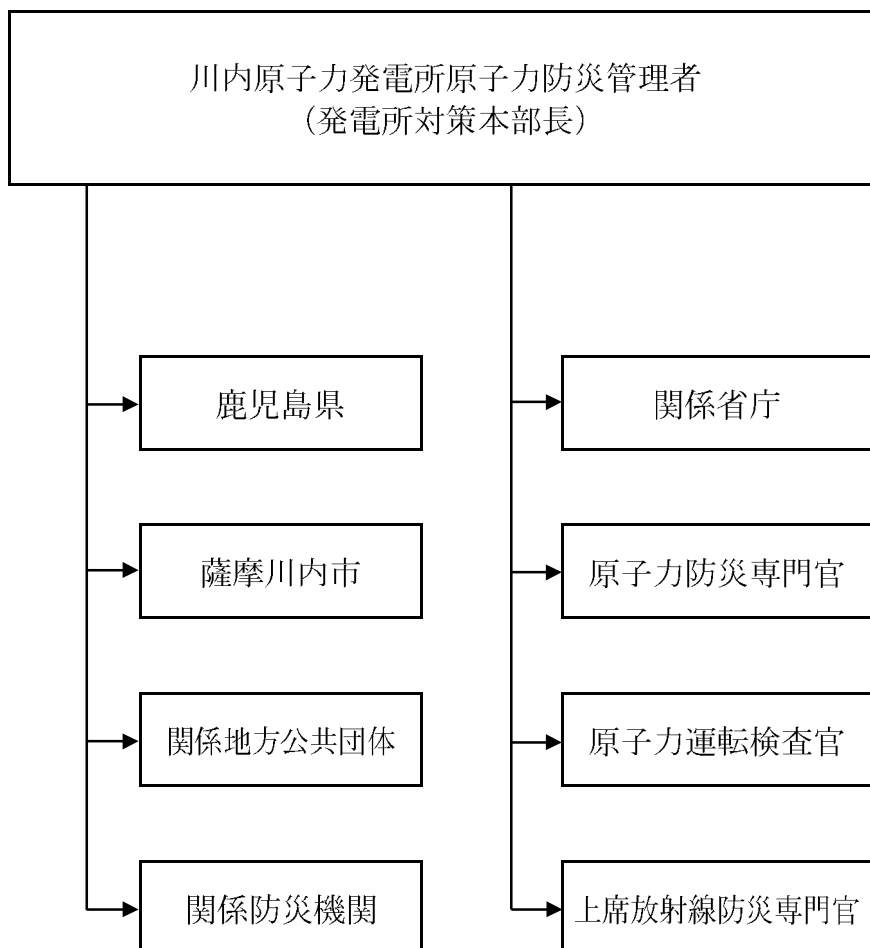 川内原子力発電所原子力防災管理者
（発電所対策本部長）
鹿児島県
薩摩川内市
関係地方公共団体
関係防災機関
関係省庁
原子力防災専門官
原子力運転検査官
上席放射線防災専門官